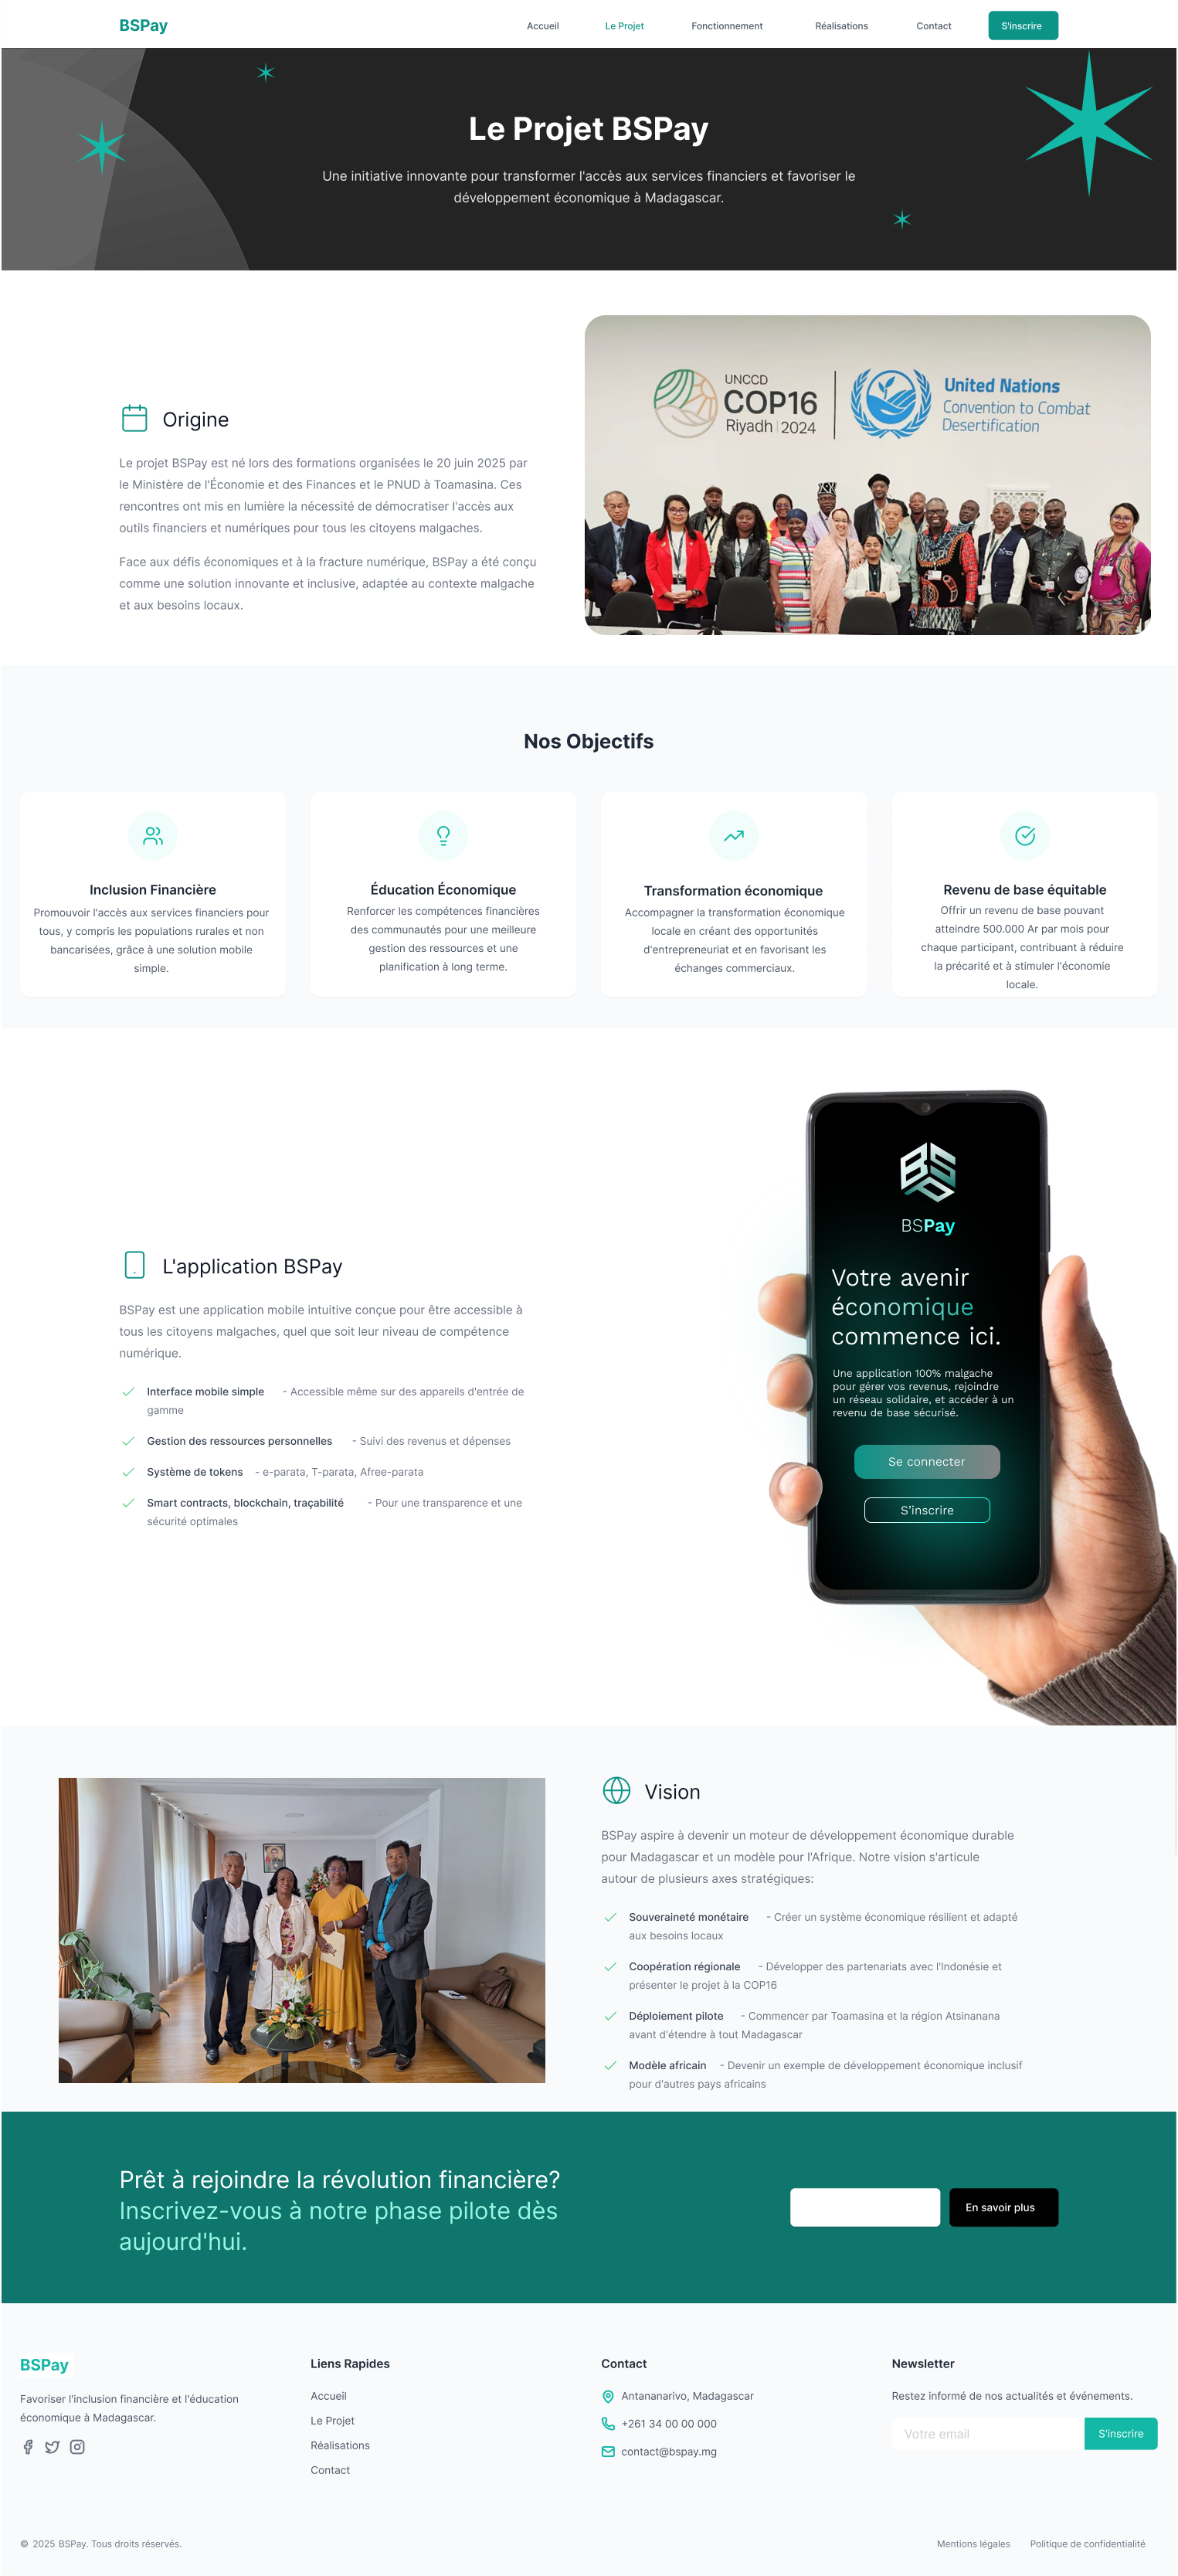 BSPay
Accueil
Le Projet
Fonctionnement
Réalisations
Contact
S'inscrire
Le Projet BSPay
Une initiative innovante pour transformer l'accès aux services financiers et favoriser le
développement économique à Madagascar.
Origine
Le projet BSPay est né lors des formations organisées le 20 juin 2025 par
le Ministère de l'Économie et des Finances et le PNUD à Toamasina. Ces
rencontres ont mis en lumière la nécessité de démocratiser l'accès aux
outils financiers et numériques pour tous les citoyens malgaches.
Face aux défis économiques et à la fracture numérique, BSPay a été conçu
comme une solution innovante et inclusive, adaptée au contexte malgache
et aux besoins locaux.
UNCCD
COP16
Riyadh | 2024
United Nations
Convention to Combat
Desertification
Nos Objectifs
Inclusion Financière
Promouvoir l'accès aux services financiers pour
tous, y compris les populations rurales et non
bancarisées, grâce à une solution mobile
simple.
Éducation Économique
Renforcer les compétences financières
des communautés pour une meilleure
gestion des ressources et une
planification à long terme.
Transformation économique
Accompagner la transformation économique
locale en créant des opportunités
d'entrepreneuriat et en favorisant les
échanges commerciaux.
Revenu de base équitable
Offrir un revenu de base pouvant
atteindre 500.000 Ar par mois pour
chaque participant, contribuant à réduire
la précarité et à stimuler l'économie
locale.
L'application BSPay
BSPay est une application mobile intuitive conçue pour être accessible à
tous les citoyens malgaches, quel que soit leur niveau de compétence
numérique.
Interface mobile simple - Accessible même sur des appareils d'entrée de
gamme
Gestion des ressources personnelles - Suivi des revenus et dépenses
Système de tokens - e-parata, T-parata, Afree-parata
Smart contracts, blockchain, traçabilité - Pour une transparence et une
sécurité optimales
BSP
BSPay
Votre avenir
économique
commence ici.
Une application 100% malgache
pour gérer vos revenus, rejoindre
un réseau solidaire, et accéder à un
revenu de base sécurisé.
Se connecter
S'inscrire
Vision
BSPay aspire à devenir un moteur de développement économique durable
pour Madagascar et un modèle pour l'Afrique. Notre vision s'articule
autour de plusieurs axes stratégiques:
Souveraineté monétaire - Créer un système économique résilient et adapté
aux besoins locaux
Coopération régionale - Développer des partenariats avec l'Indonésie et
présenter le projet à la COP16
Déploiement pilote - Commencer par Toamasina et la région Atsinanana
avant d'étendre à tout Madagascar
Modèle africain - Devenir un exemple de développement économique inclusif
pour d'autres pays africains
Prêt à rejoindre la révolution financière?
Inscrivez-vous à notre phase pilote dès
aujourd'hui.
En savoir plus
BSPay
Favoriser l'inclusion financière et l'éducation
économique à Madagascar.
Liens Rapides
Accueil
Le Projet
Réalisations
Contact
Contact
Antananarivo, Madagascar
+261 34 00 00 000
contact@bspay.mg
Newsletter
Restez informé de nos actualités et événements.
Votre email
S'inscrire
© 2025 BSPay. Tous droits réservés.
Mentions légales
Politique de confidentialité